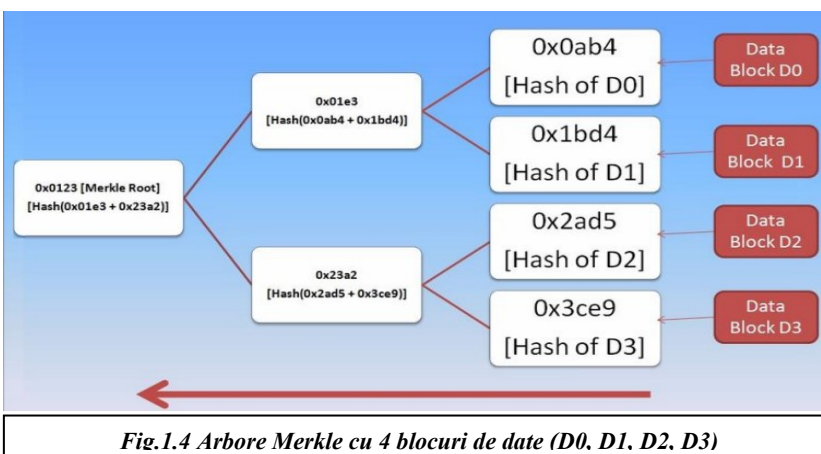 0x0ab4
[Hash of D0]
Data
Block D0
0x01e3
[Hash(0x0ab4 + 0x1bd4)]
0x1bd4
[Hash of D1]
Data
Block D1
0x0123 [Merkle Root]
[Hash(0x01e3 + 0x23a2)]
0x2ad5
[Hash of D2]
Data
Block D2
0x23a2
[Hash(0x2ad5 + 0x3ce9)]
0x3ce9
[Hash of D3]
Data
Block D3
Fig.1.4 Arbore Merkle cu 4 blocuri de date (D0, D1, D2, D3)